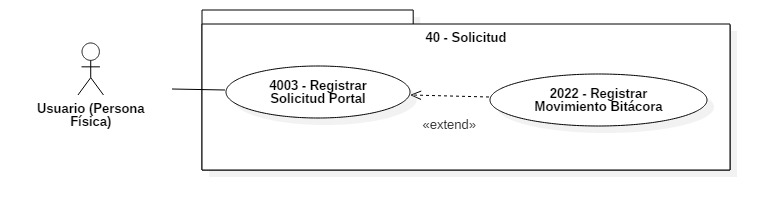 40 - Solicitud
4003 - Registrar
Solicitud Portal
2022 - Registrar
Movimiento Bitácora
«extend»
Usuario (Persona
Física)